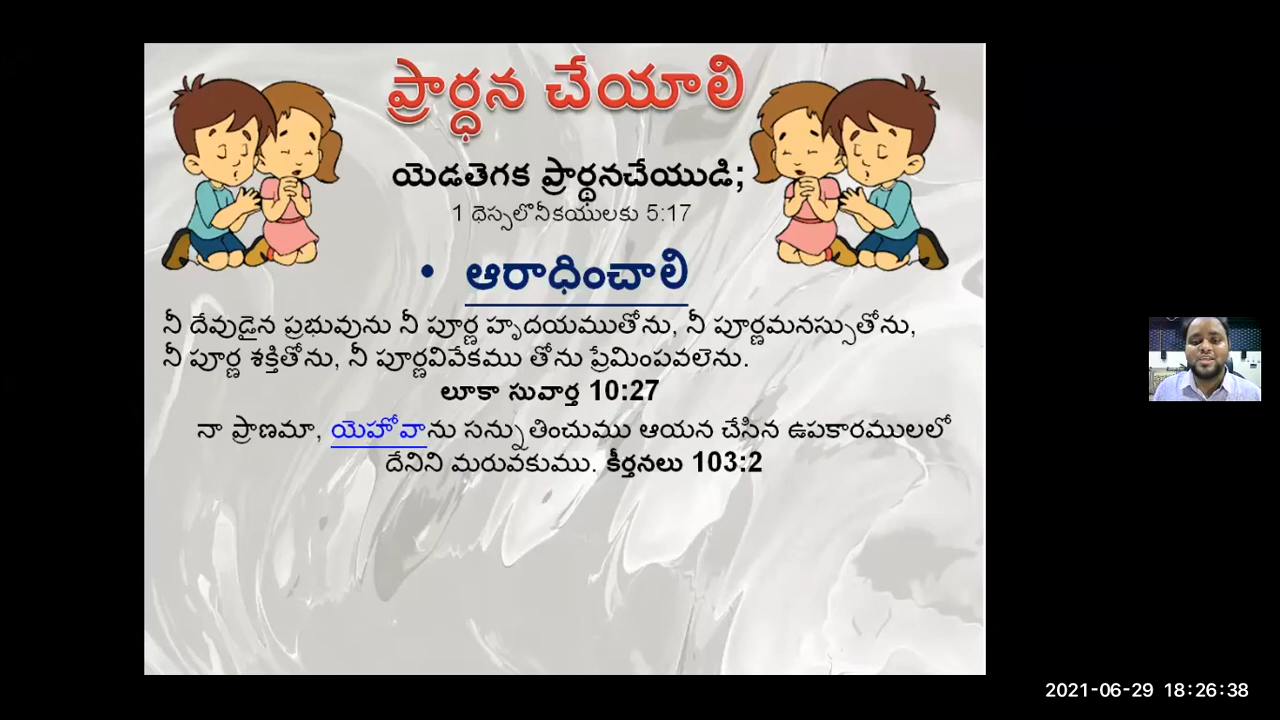 ప్రార్ధన చేయాలి
యెడతెగక ప్రార్థనచేయుడి;
1 థెస్సలొనీకయులకు 5:17
• ఆరాధించాలి
నీ దేవుడైన ప్రభువును నీ పూర్ణ హృదయముతోను, నీ పూర్ణమనస్సుతోను,
నీ పూర్ణ శక్తితోను, నీ పూర్ణవివేకము తోను ప్రేమింపవలెను.
లూకా సువార్త 10:27
నా ప్రాణమా, యెహోవాను సన్నుతించుము ఆయన చేసిన ఉపకారములలో
దేనిని మరువకుము. కీర్తనలు 103:2
2021-06-29 18:26:38